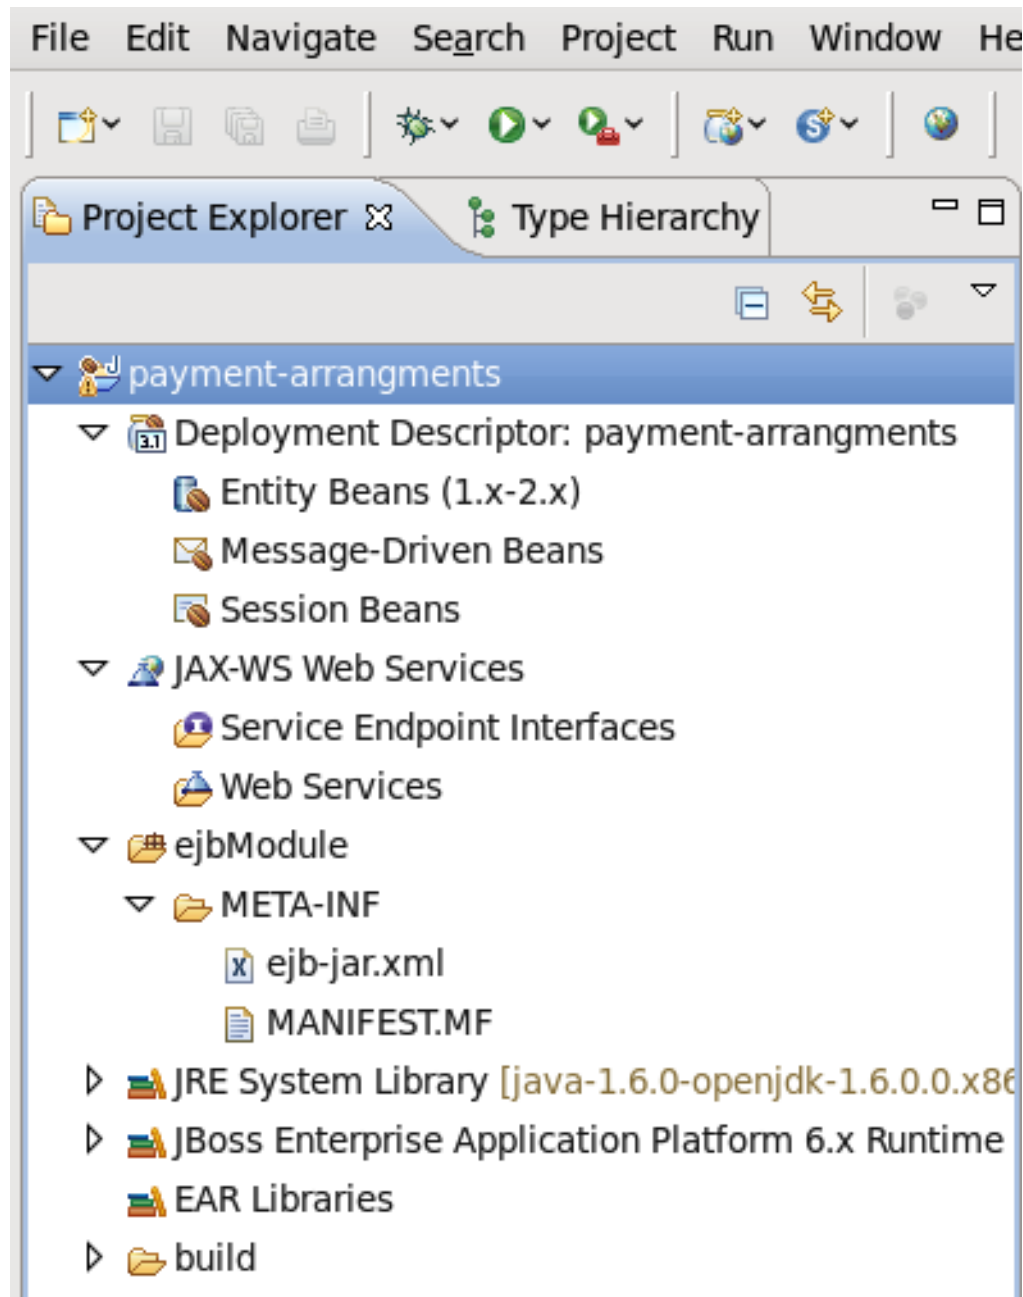 File Edit Navigate Search Project Run Window He
Project Explorer Type Hierarchy
payment-arrangments
3.1 Deployment Descriptor: payment-arrangments
Entity Beans (1.x-2.x)
Message-Driven Beans
Session Beans
JAX-WS Web Services
Service Endpoint Interfaces
Web Services
ejbModule
META-INF
ejb-jar.xml
MANIFEST.MF
JRE System Library [java-1.6.0-openjdk-1.6.0.0.x86
JBoss Enterprise Application Platform 6.x Runtime
EAR Libraries
build